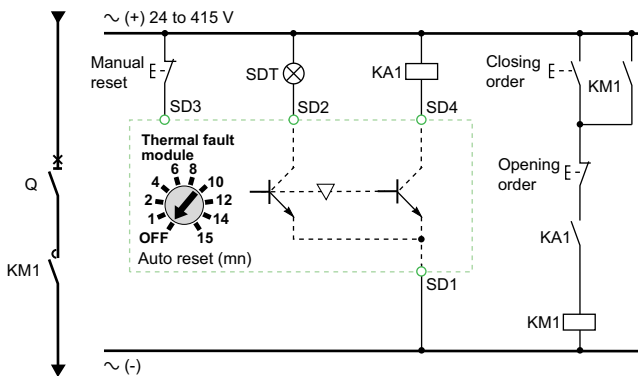 ∼ (+) 24 to 415 V
Manual
reset
SDT
KA1
Closing
order
KM1
SD3
SD2
SD4
Thermal fault
module
6 8
4 10
2 12
1 14
OFF 15
Auto reset (mn)
Q
KM1
Opening
order
KA1
SD1
KM1
∼ (-)